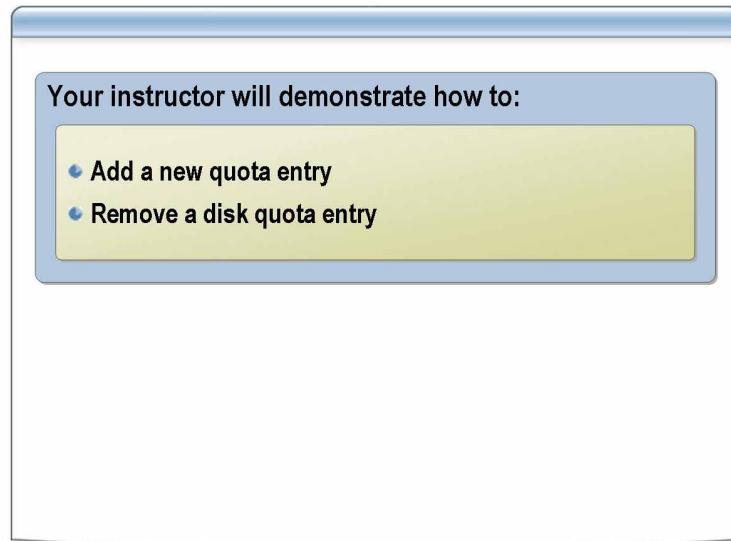 Your instructor will demonstrate how to:
Add a new quota entry
Remove a disk quota entry